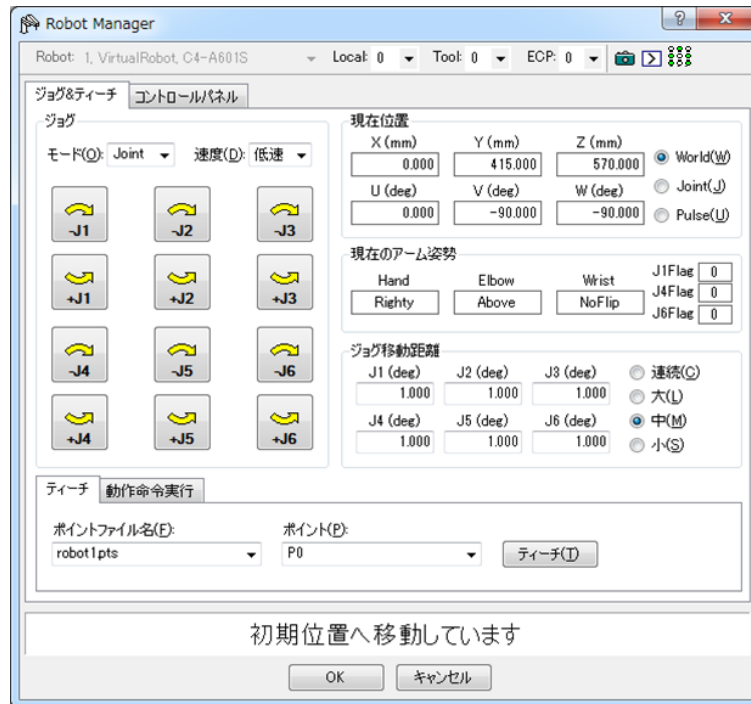 Robot Manager
Robot: 1, VirtualRobot, C4-A601S Local: 0 Tool: 0 ECP: 0
ジョグ&ティーチ コントロールパネル
ジョグ
モード(O): Joint 速度(D): 低速
-J1 -J2 -J3
+J1 +J2 +J3
-J4 -J5 -J6
+J4 +J5 +J6
現在位置
X (mm) Y (mm) Z (mm)
0.000 415.000 570.000 World(W)
U (deg) V (deg) W (deg) Joint(J)
0.000 -90.000 -90.000 Pulse(U)
現在のアーム姿勢
Hand Elbow Wrist J1Flag 0
Righty Above NoFlip J4Flag 0
J6Flag 0
ジョグ移動距離
J1 (deg) J2 (deg) J3 (deg) 連続(C)
1.000 1.000 1.000 大(L)
J4 (deg) J5 (deg) J6 (deg) 中(M)
1.000 1.000 1.000 小(S)
ティーチ 動作命令実行
ポイントファイル名(F): ポイント(P):
robot1.pts P0 ティーチ(T)
初期位置へ移動しています
OK キャンセル